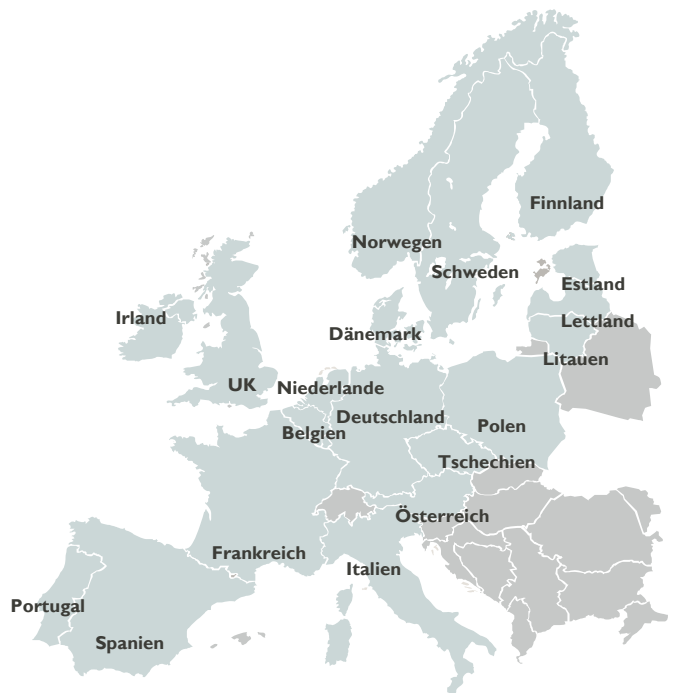 Finnland
Norwegen
Schweden
Estland
Irland
Lettland
Dänemark
Litauen
UK
Niederlande
Deutschland
Polen
Belgien
Tschechien
Österreich
Frankreich
Italien
Portugal
Spanien